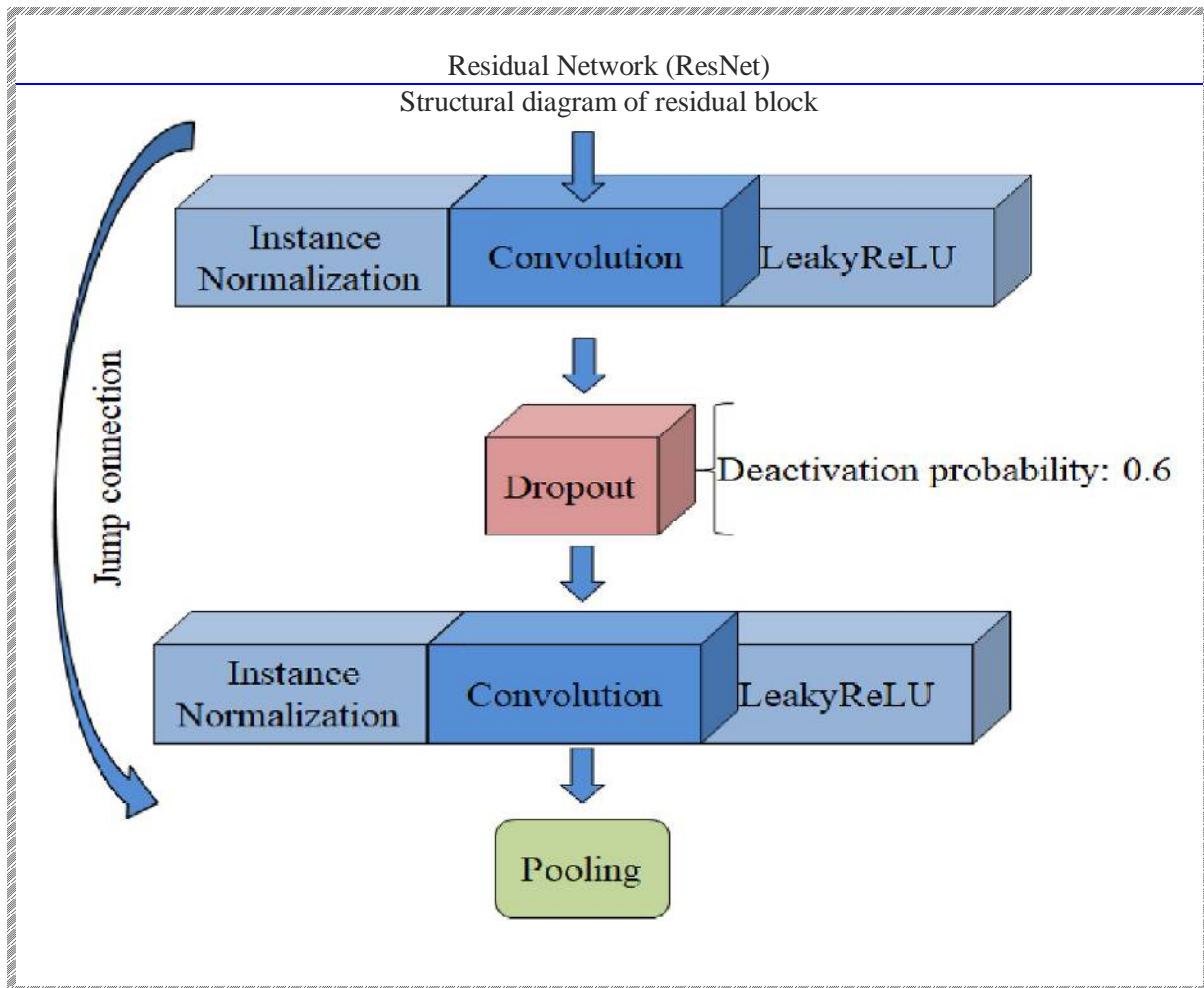 Residual Network (ResNet)
Structural diagram of residual block
Instance
Normalization
Convolution
LeakyReLU
Jump connection
Dropout
Deactivation probability: 0.6
Instance
Normalization
Convolution
LeakyReLU
Pooling